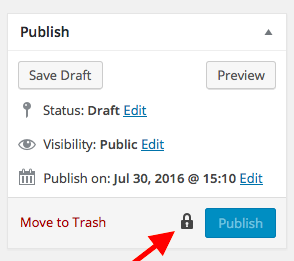 Publish
Save Draft Preview
Status: Draft Edit
Visibility: Public Edit
Publish on: Jul 30, 2016 @ 15:10 Edit
Move to Trash Publish